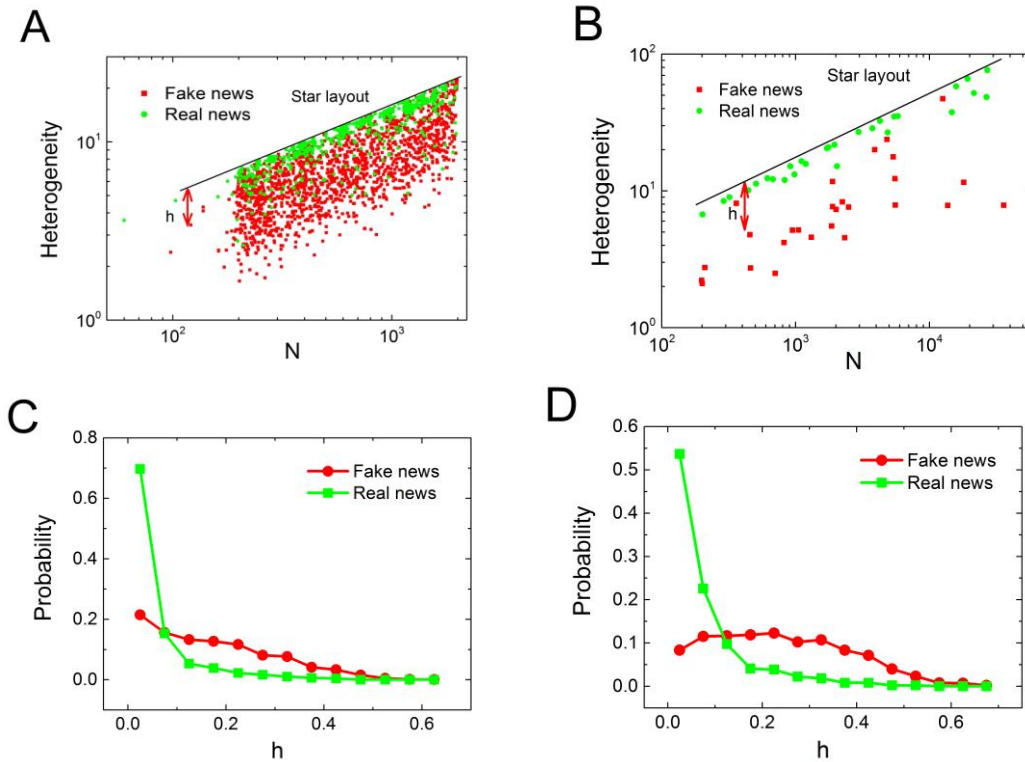 A
Fake news
Real news
Star layout
h
Heterogeneity
10^1
10^0
10^2
10^3
N
B
Fake news
Real news
Star layout
h
Heterogeneity
10^2
10^1
10^0
10^2
10^3
10^4
N
C
Fake news
Real news
Probability
0.8
0.6
0.4
0.2
0.0
0.0
0.2
0.4
0.6
h
D
Fake news
Real news
Probability
0.6
0.5
0.4
0.3
0.2
0.1
0.0
0.0
0.2
0.4
0.6
h